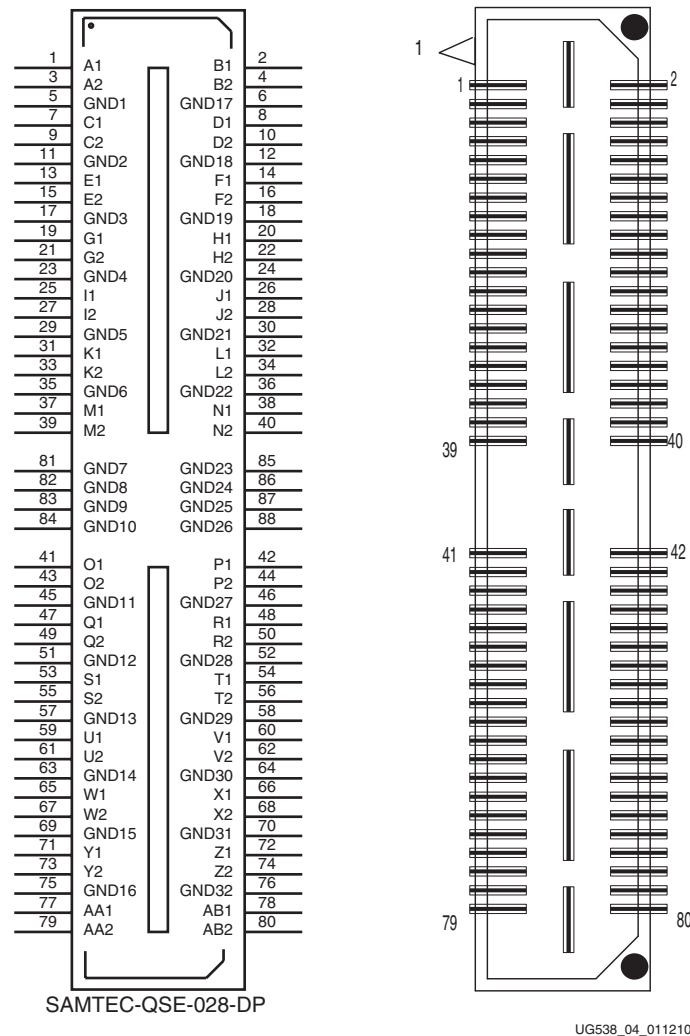 1 A1 B1 2
3 A2 B2 4
5 GND1 GND17 6
7 C1 D1 8
9 C2 D2 10
11 GND2 GND18 12
13 E1 F1 14
15 E2 F2 16
17 GND3 GND19 18
19 G1 H1 20
21 G2 H2 22
23 GND4 GND20 24
25 I1 J1 26
27 I2 J2 28
29 GND5 GND21 30
31 K1 L1 32
33 K2 L2 34
35 GND6 GND22 36
37 M1 N1 38
39 M2 N2 40
81 GND7 GND23 85
82 GND8 GND24 86
83 GND9 GND25 87
84 GND10 GND26 88
41 O1 P1 42
43 O2 P2 44
45 GND11 GND27 46
47 Q1 R1 48
49 Q2 R2 50
51 GND12 GND28 52
53 S1 T1 54
55 S2 T2 56
57 GND13 GND29 58
59 U1 V1 60
61 U2 V2 62
63 GND14 GND30 64
65 W1 X1 66
67 W2 X2 68
69 GND15 GND31 70
71 Y1 Z1 72
73 Y2 Z2 74
75 GND16 GND32 76
77 AA1 AB1 78
79 AA2 AB2 80
SAMTEC-QSE-028-DP
1
1 2
39 40
41 42
79 80
UG538_04_011210